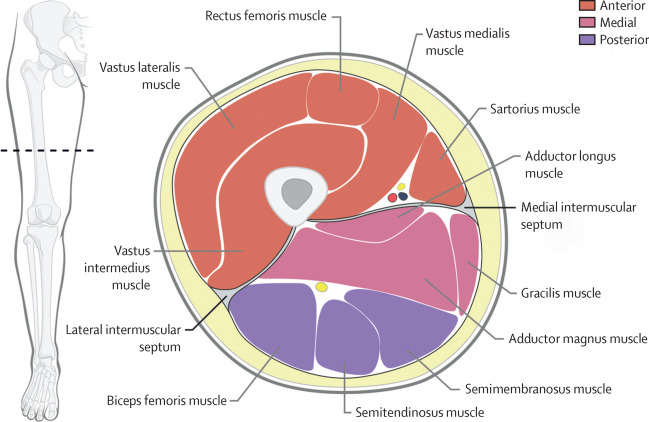 Anterior
Medial
Posterior
Rectus femoris muscle
Vastus medialis
muscle
Vastus lateralis
muscle
Sartorius muscle
Adductor longus
muscle
Medial intermuscular
septum
Vastus
intermedius
muscle
Gracilis muscle
Lateral intermuscular
septum
Adductor magnus muscle
Semimembranosus muscle
Biceps femoris muscle
Semitendinosus muscle